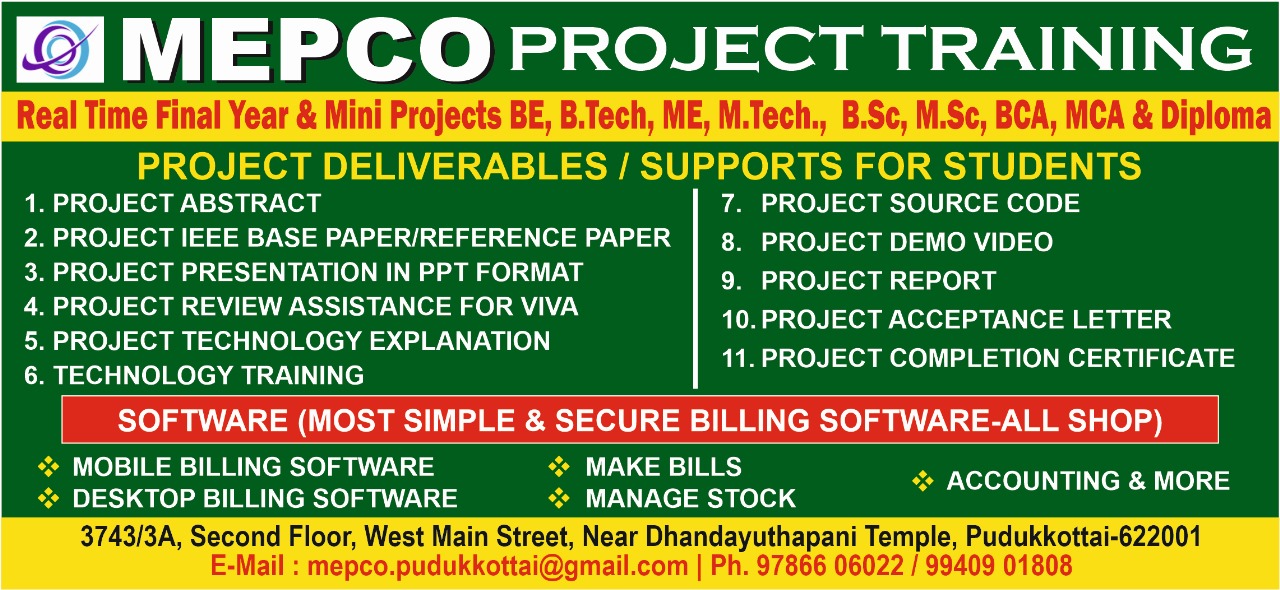 MEPCO PROJECT TRAINING
Real Time Final Year & Mini Projects BE, B.Tech, ME, M.Tech., B.Sc, M.Sc, BCA, MCA & Diploma
PROJECT DELIVERABLES / SUPPORTS FOR STUDENTS
1. PROJECT ABSTRACT
2. PROJECT IEEE BASE PAPER/REFERENCE PAPER
3. PROJECT PRESENTATION IN PPT FORMAT
4. PROJECT REVIEW ASSISTANCE FOR VIVA
5. PROJECT TECHNOLOGY EXPLANATION
6. TECHNOLOGY TRAINING
7. PROJECT SOURCE CODE
8. PROJECT DEMO VIDEO
9. PROJECT REPORT
10. PROJECT ACCEPTANCE LETTER
11. PROJECT COMPLETION CERTIFICATE
SOFTWARE (MOST SIMPLE & SECURE BILLING SOFTWARE-ALL SHOP)
❖ MOBILE BILLING SOFTWARE
❖ DESKTOP BILLING SOFTWARE
❖ MAKE BILLS
❖ MANAGE STOCK
❖ ACCOUNTING & MORE
3743/3A, Second Floor, West Main Street, Near Dhandayuthapani Temple, Pudukkottai-622001
E-Mail : mepco.pudukkottai@gmail.com | Ph. 97866 06022 / 99409 01808